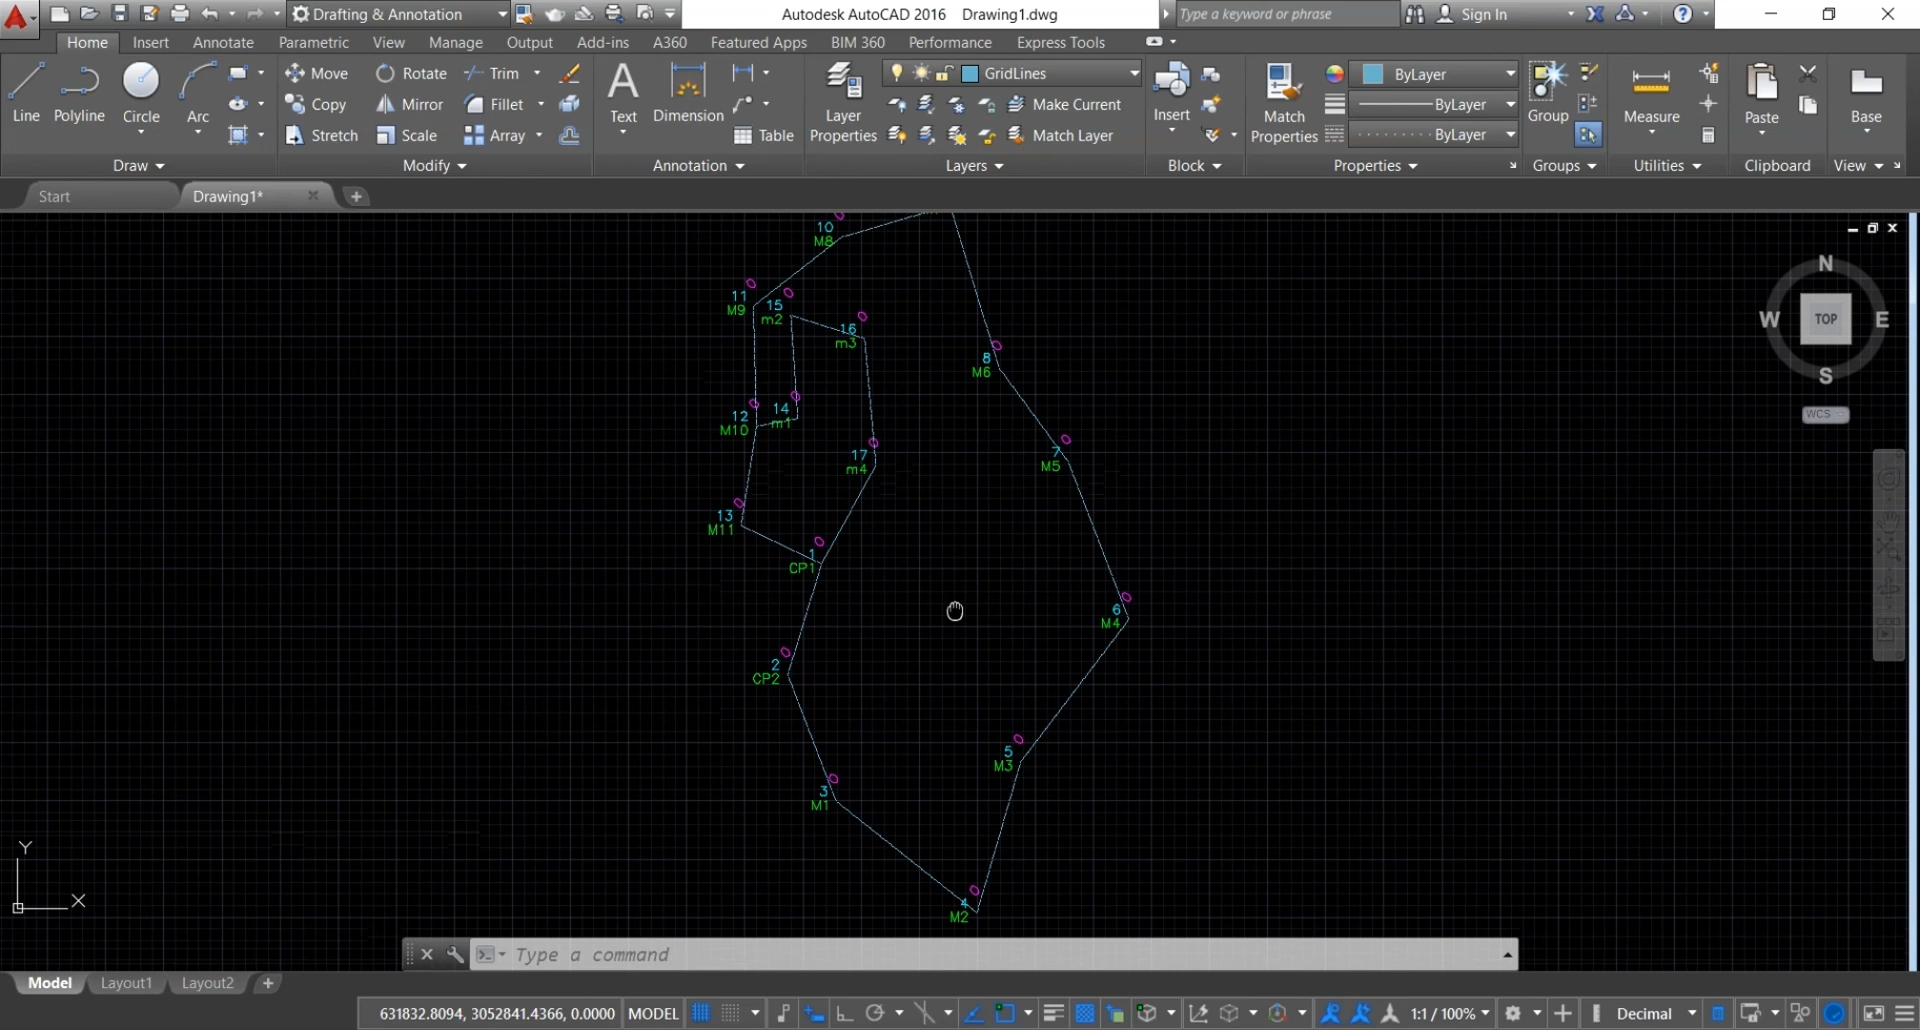 Drafting & Annotation
Autodesk AutoCAD 2016 Drawing1.dwg
Type a keyword or phrase
Sign In
Home Insert Annotate Parametric View Manage Output Add-ins A360 Featured Apps BIM 360 Performance Express Tools
Line Polyline Circle Arc
Move Rotate Trim
Copy Mirror Fillet
Stretch Scale Array
Text Dimension Table
Layer Properties
GridLines
Make Current
Match Layer
Insert
Match Properties
ByLayer
ByLayer
ByLayer
Group Measure Paste Base
Draw Modify Annotation Layers Block Properties Groups Utilities Clipboard View
Start Drawing1*
10
M8
11
M9
15
m2
16
m3
8
M6
12
M10
14
m1
17
m4
7
M5
13
M11
1
CP1
6
M4
2
CP2
5
M3
3
M1
4
M2
N
W TOP E
S
WCS
Y
X
Type a command
Model Layout1 Layout2
631832.8094, 3052841.4366, 0.0000 MODEL 1:1 / 100% Decimal